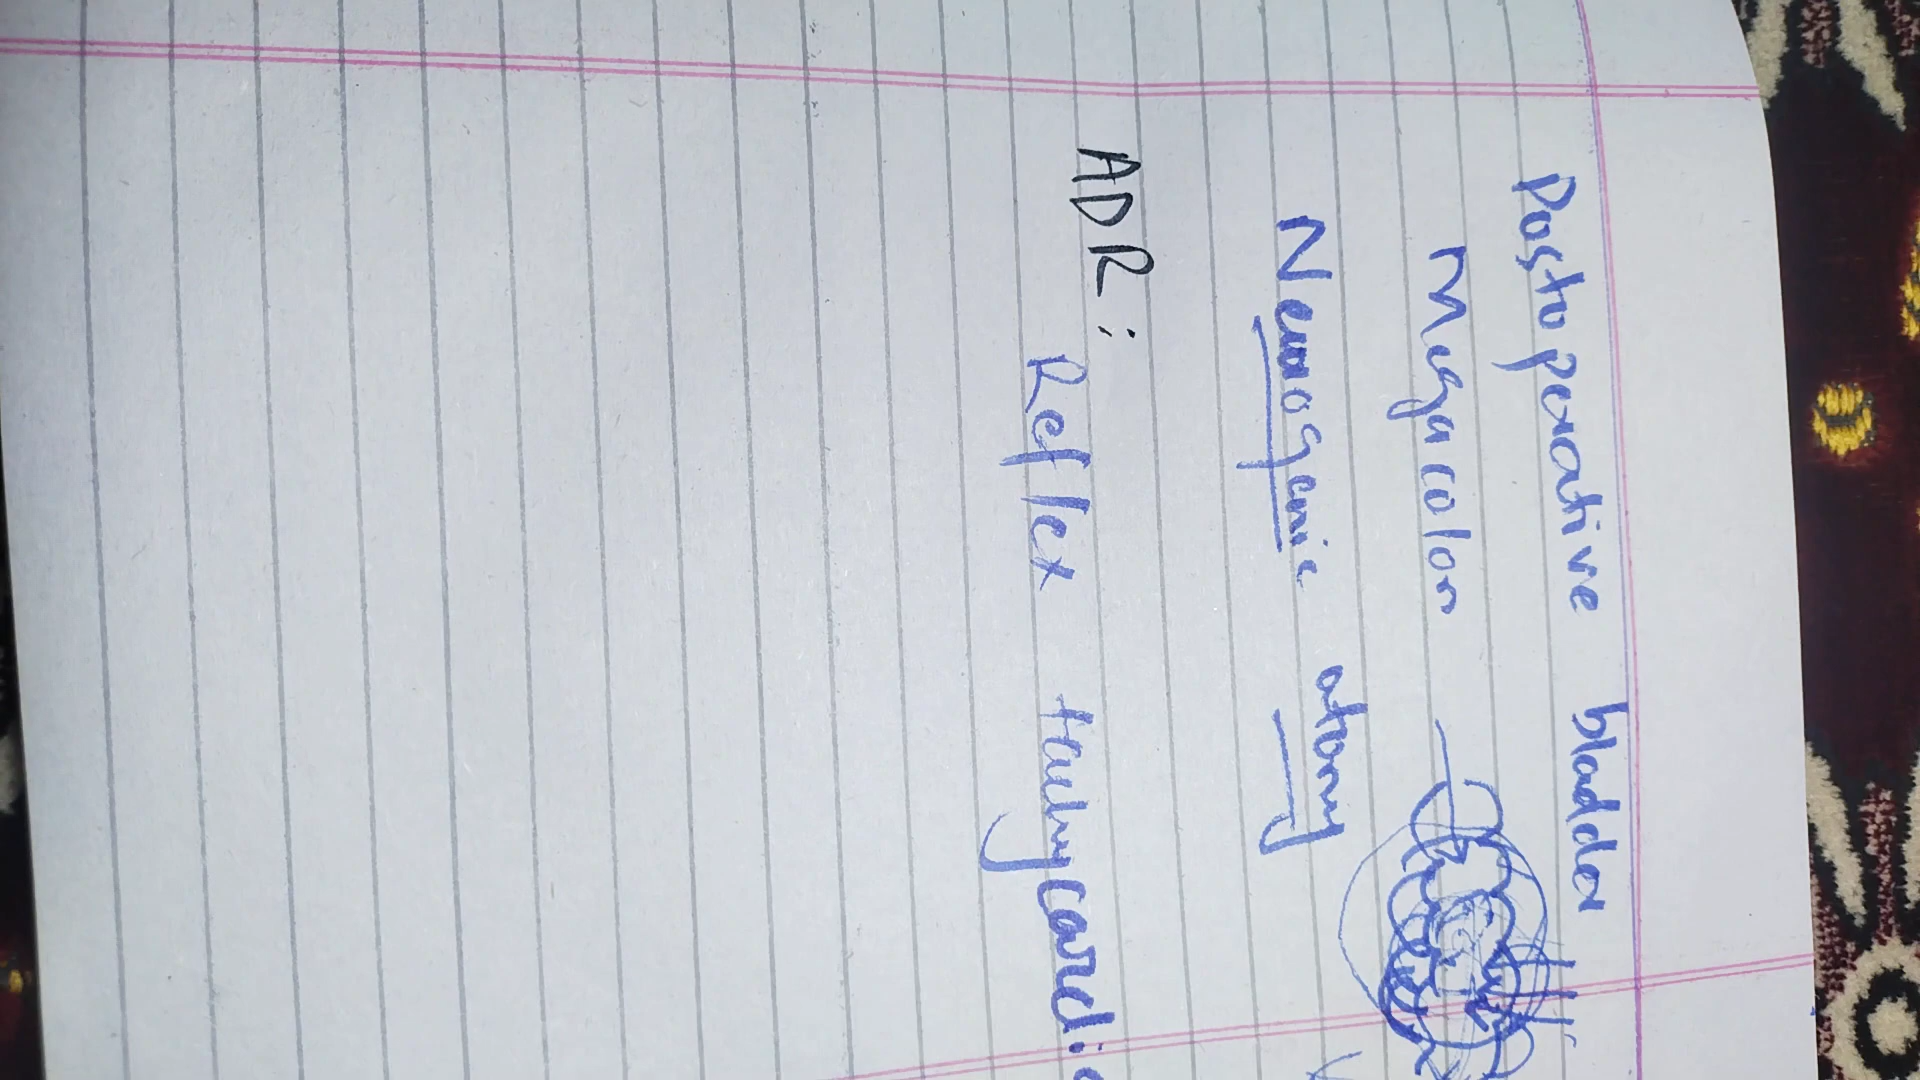 Postoperative bladder
Megacolon
Neurogenic atony
ADR:
Reflex tachycardia